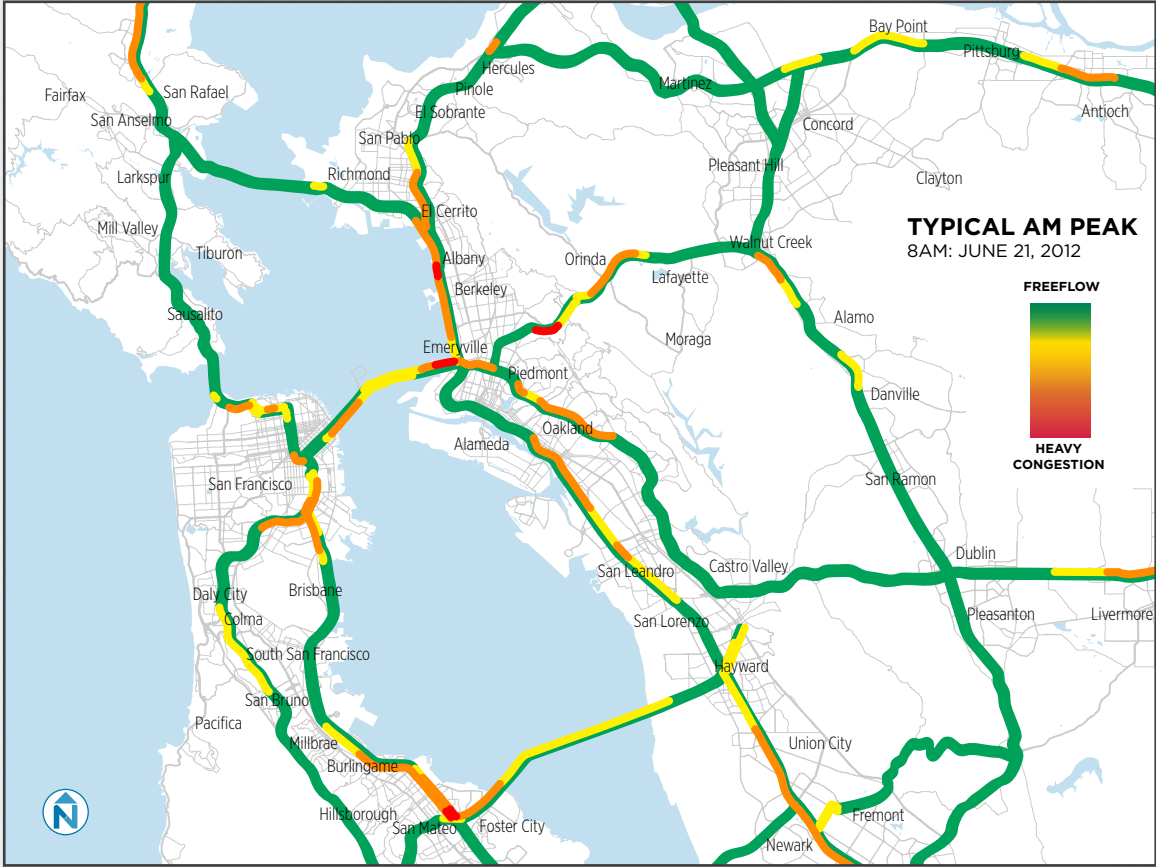 Bay Point
Pittsburg
Hercules
Martinez
Pinole
San Rafael
Fairfax
El Sobrante
Antioch
San Anselmo
Concord
San Pablo
Pleasant Hill
Larkspur
Richmond
Clayton
El Cerrito
TYPICAL AM PEAK
Mill Valley
Walnut Creek
8AM: JUNE 21, 2012
Tiburon
Albany
Orinda
Lafayette
FREEFLOW
Berkeley
Sausalito
Alamo
Moraga
Emeryville
Piedmont
Danville
Oakland
Alameda
HEAVY
CONGESTION
San Francisco
San Ramon
Dublin
Castro Valley
San Leandro
Brisbane
Daly City
Pleasanton
Livermore
Colma
San Lorenzo
South San Francisco
Hayward
San Bruno
Pacifica
Millbrae
Union City
Burlingame
N
Hillsborough
San Mateo
Foster City
Fremont
Newark